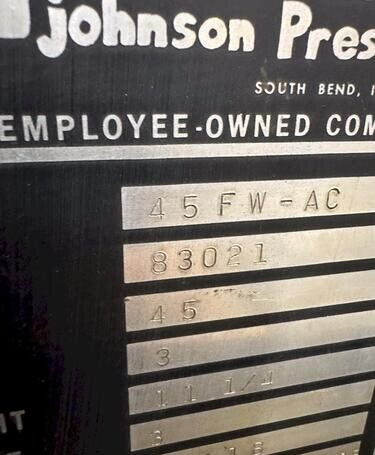 johnson Pres
SOUTH BEND, I
EMPLOYEE-OWNED COM
45FW-AC
83021
45
3
11 1/4
3